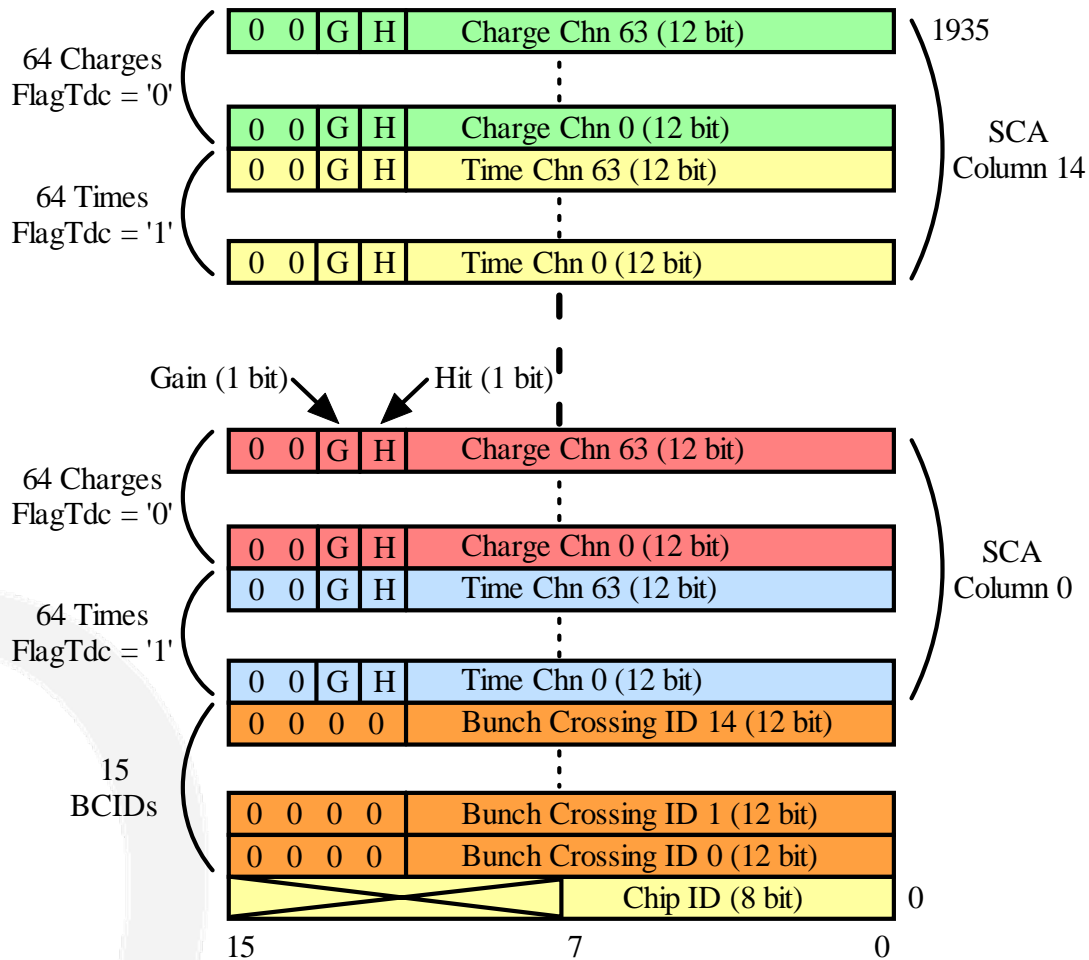 0 0 G H Charge Chn 63 (12 bit) 1935
64 Charges
FlagTdc = '0'
0 0 G H Charge Chn 0 (12 bit)
SCA
Column 14
0 0 G H Time Chn 63 (12 bit)
64 Times
FlagTdc = '1'
0 0 G H Time Chn 0 (12 bit)
Gain (1 bit) Hit (1 bit)
0 0 G H Charge Chn 63 (12 bit)
64 Charges
FlagTdc = '0'
0 0 G H Charge Chn 0 (12 bit)
SCA
Column 0
0 0 G H Time Chn 63 (12 bit)
64 Times
FlagTdc = '1'
0 0 G H Time Chn 0 (12 bit)
0 0 0 0 Bunch Crossing ID 14 (12 bit)
15
BCIDs
0 0 0 0 Bunch Crossing ID 1 (12 bit)
0 0 0 0 Bunch Crossing ID 0 (12 bit)
Chip ID (8 bit) 0
15 7 0